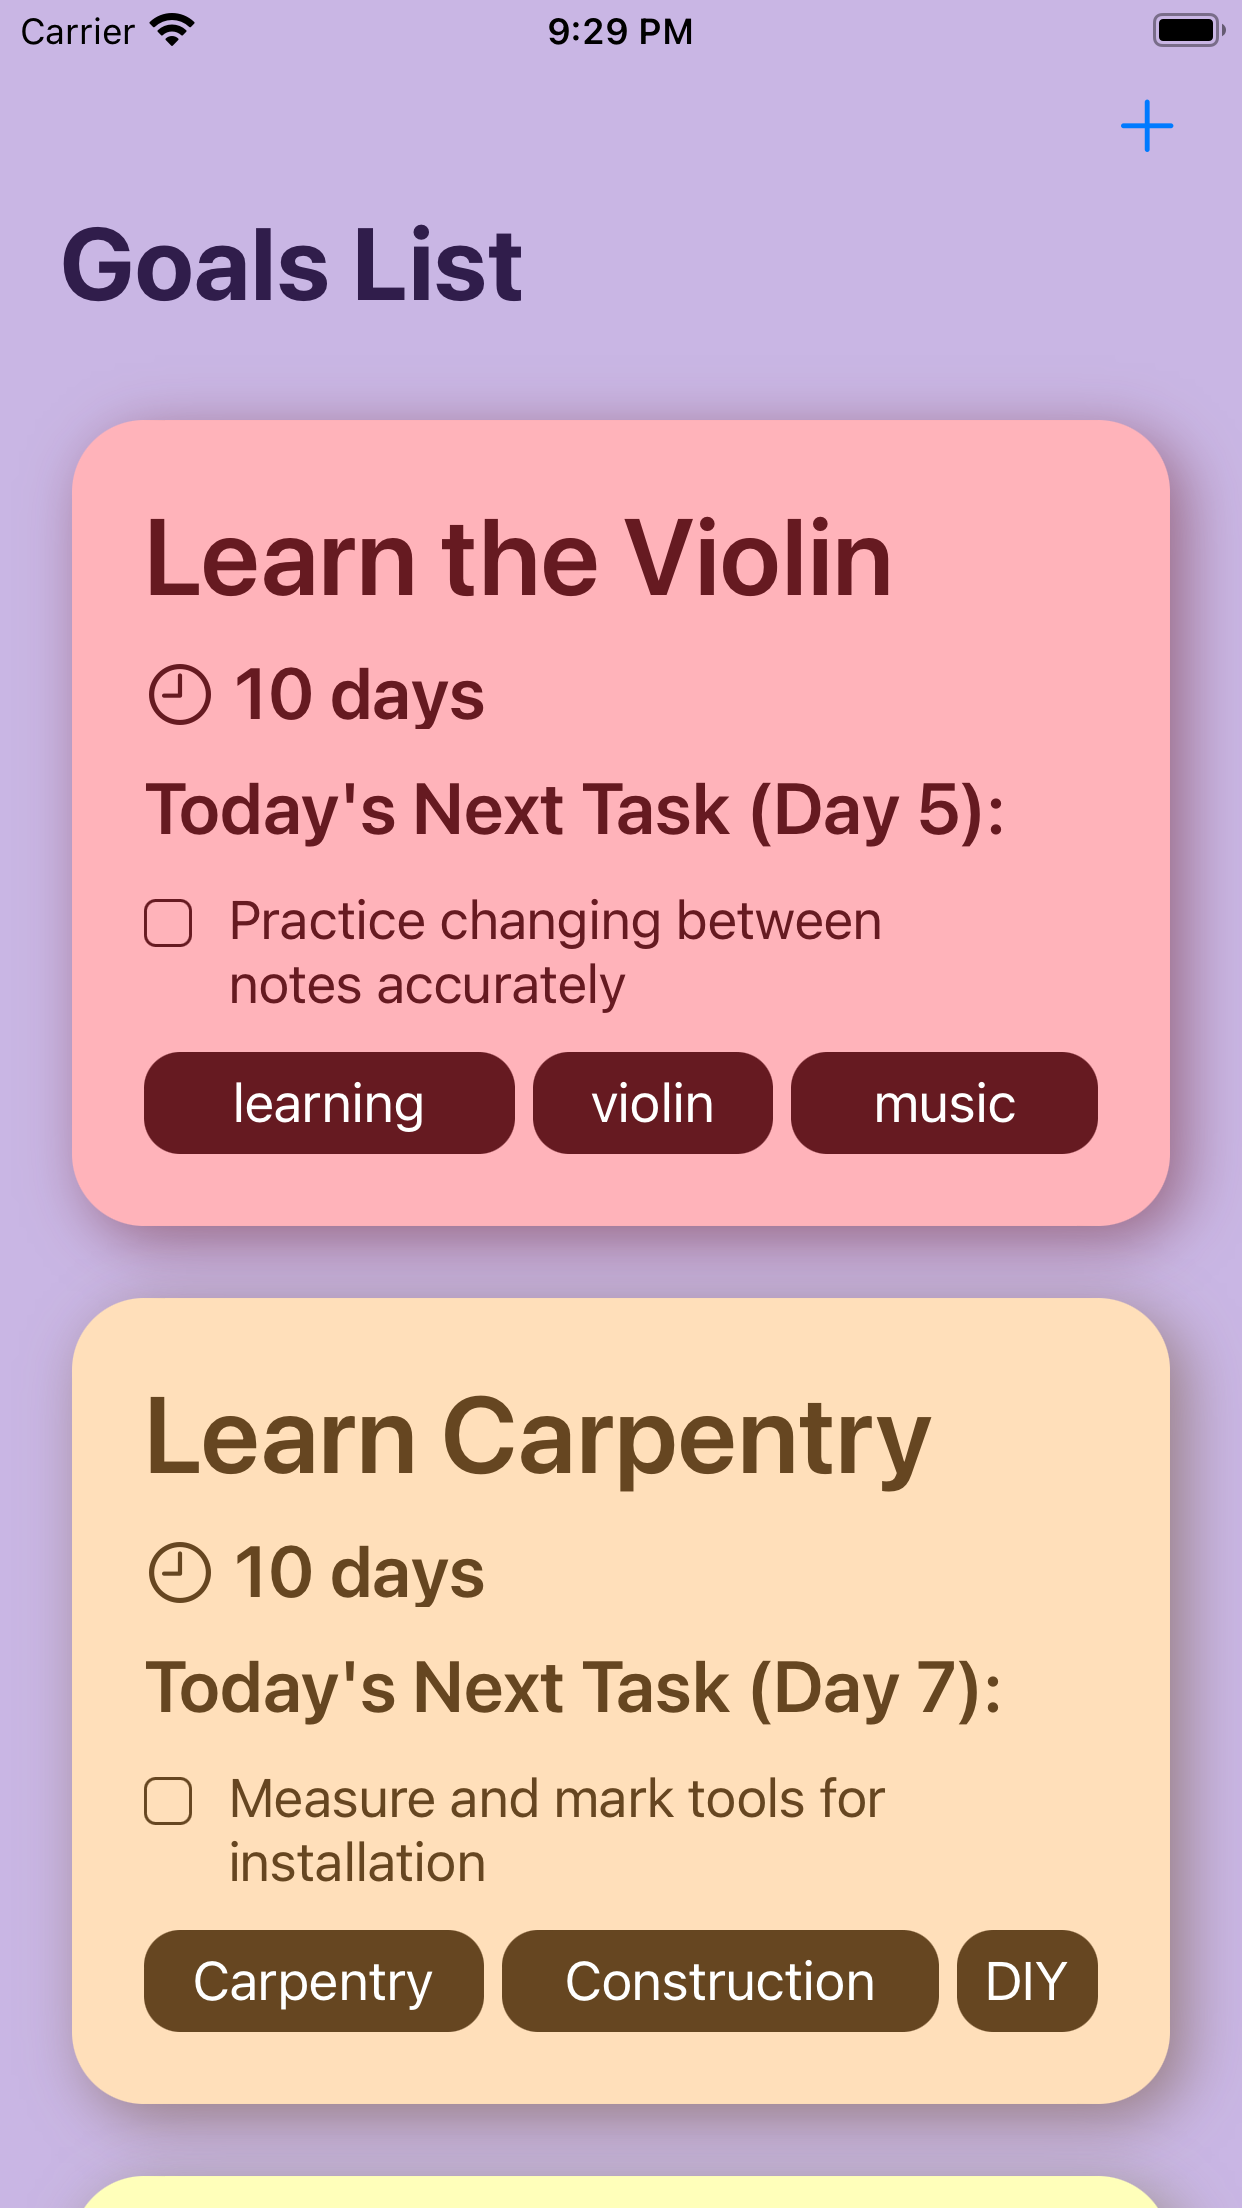 Carrier 9:29 PM
Goals List
Learn the Violin
10 days
Today's Next Task (Day 5):
Practice changing between
notes accurately
learning violin music
Learn Carpentry
10 days
Today's Next Task (Day 7):
Measure and mark tools for
installation
Carpentry Construction DIY